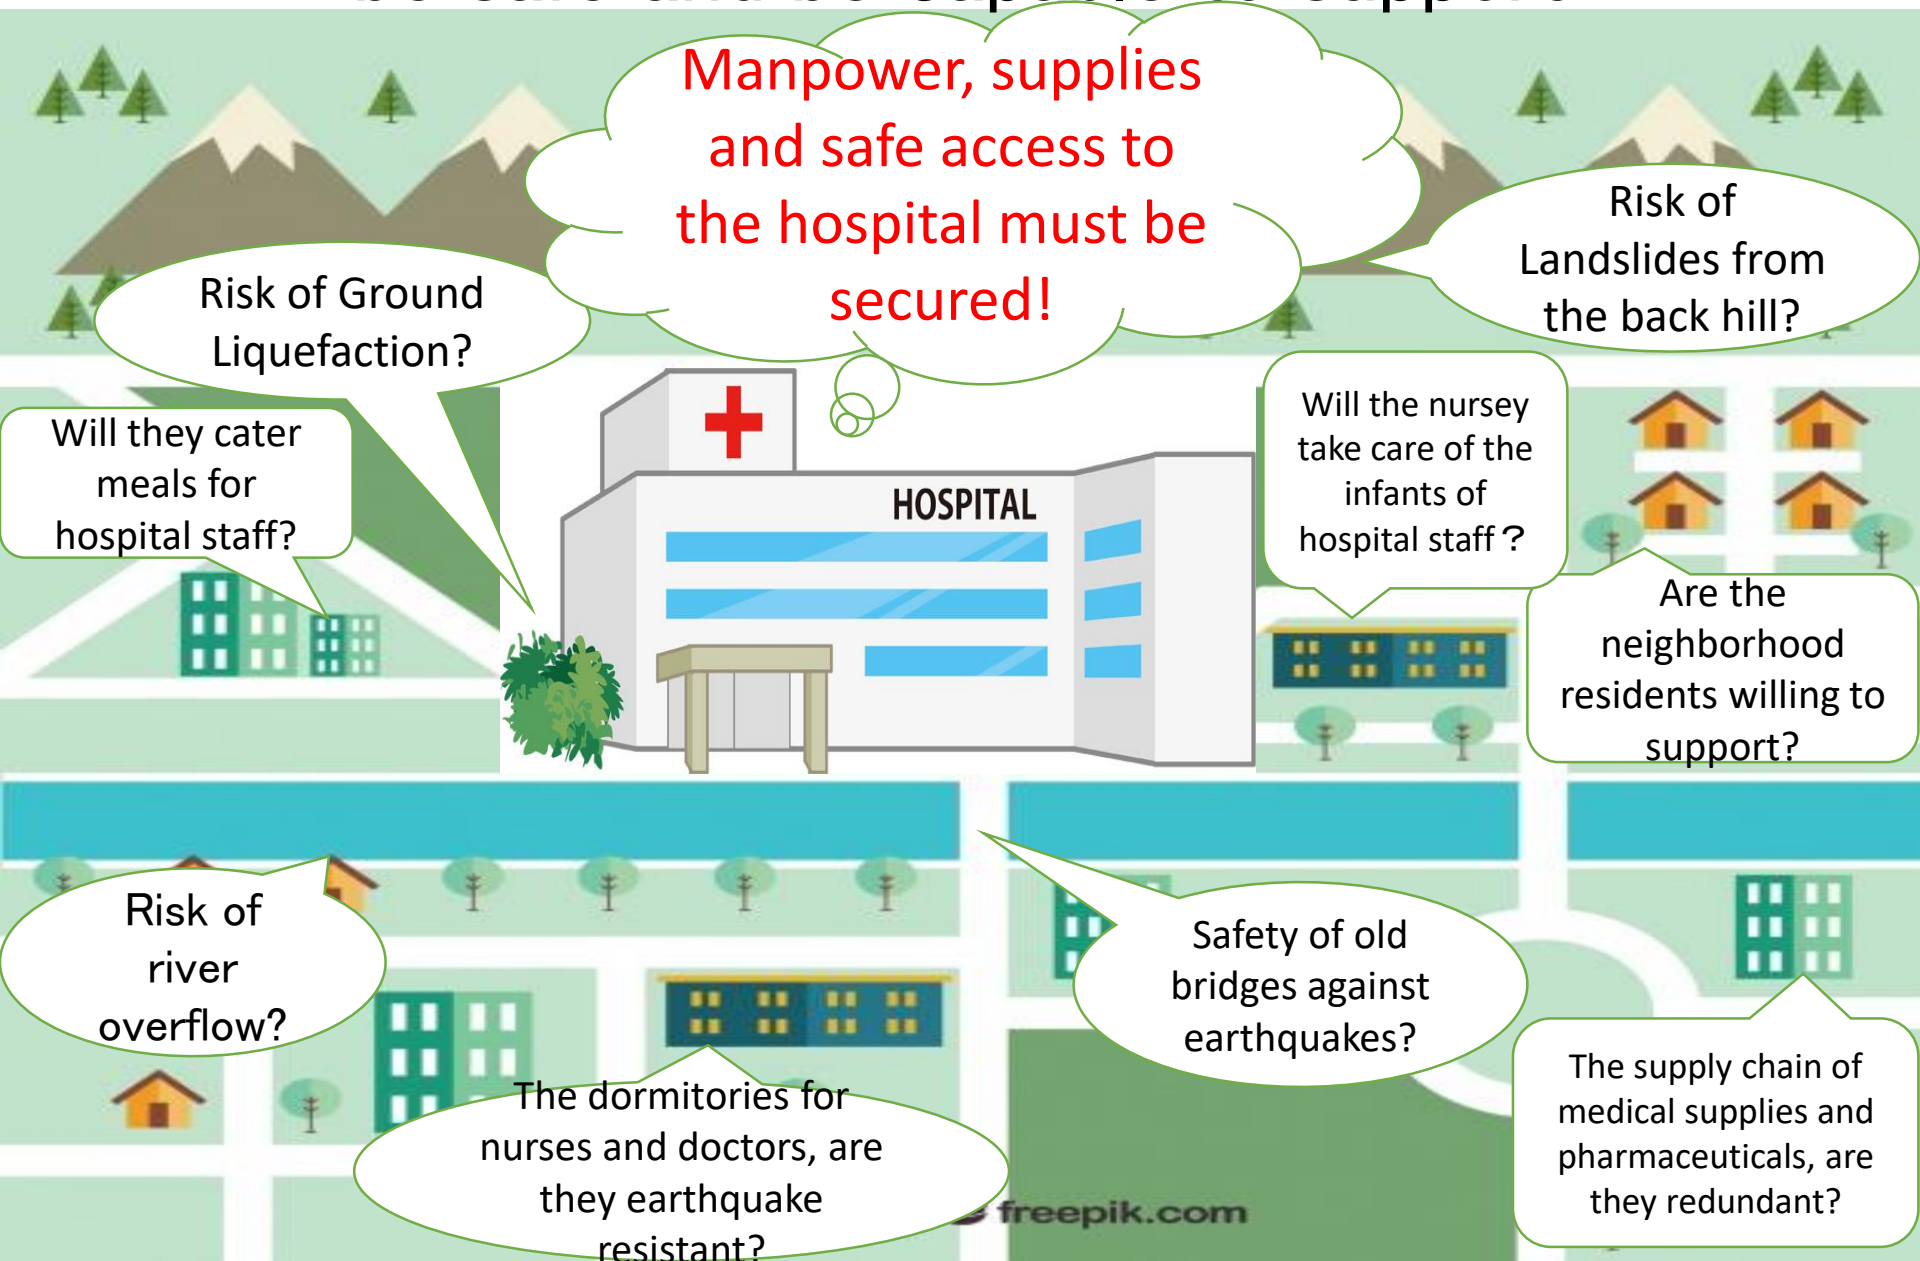 Manpower, supplies
and safe access to
the hospital must be
secured!
Risk of
Landslides from
the back hill?
Risk of Ground
Liquefaction?
Will they cater
meals for
hospital staff?
HOSPITAL
Will the nursey
take care of the
infants of
hospital staff？
Are the
neighborhood
residents willing to
support?
Risk of
river
overflow?
Safety of old
bridges against
earthquakes?
The dormitories for
nurses and doctors, are
they earthquake
resistant?
The supply chain of
medical supplies and
pharmaceuticals, are
they redundant?
freepik.com